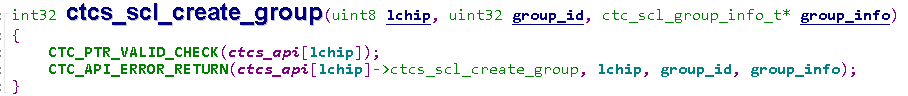 int32 ctcs_scl_create_group(uint8 lchip, uint32 group_id, ctc_scl_group_info_t* group_info)
{
    CTC_PTR_VALID_CHECK(ctcs_api[lchip]);
    CTC_API_ERROR_RETURN(ctcs_api[lchip]->ctcs_scl_create_group, lchip, group_id, group_info);
}